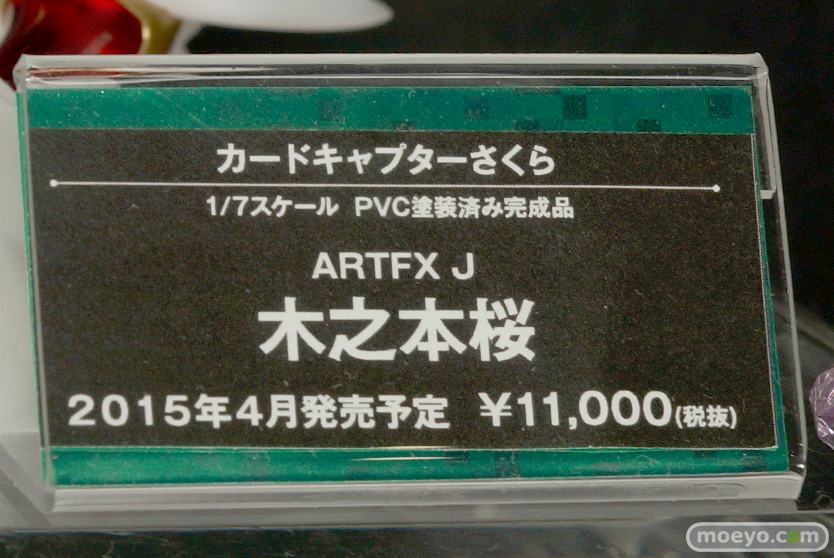 カードキャプターさくら
1/7スケール PVC塗装済み完成品
ARTFX J
木之本桜
2015年4月発売予定 ¥11,000(税抜)
moeyo.com